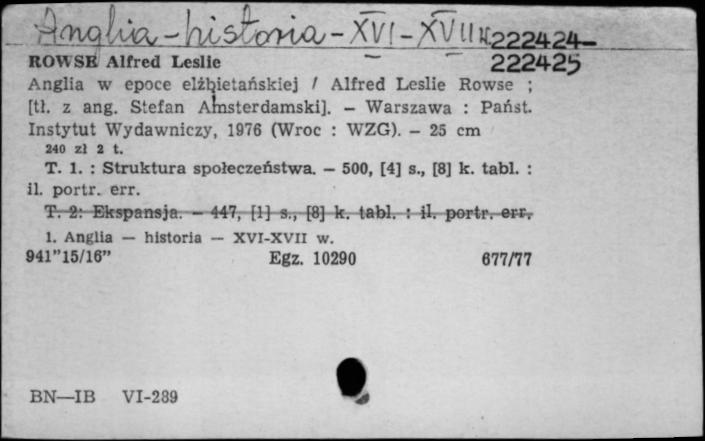 Anglia - historia - XVI - XVII w. 222424-
222425
ROWSE Alfred Leslie
Anglia w epoce elżbietańskiej / Alfred Leslie Rowse ;
[tł. z ang. Stefan Amsterdamski]. — Warszawa : Państ.
Instytut Wydawniczy, 1976 (Wroc : WZG). — 25 cm
240 zł 2 t.
T. 1. : Struktura społeczeństwa. — 500, [4] s., [8] k. tabl. :
il. portr. err.
T. 2: Ekspansja. — 447, [1] s., [8] k. tabl. : il. portr. err.
1. Anglia — historia — XVI-XVII w.
941"15/16" Egz. 10290 677/77
BN—IB VI-289